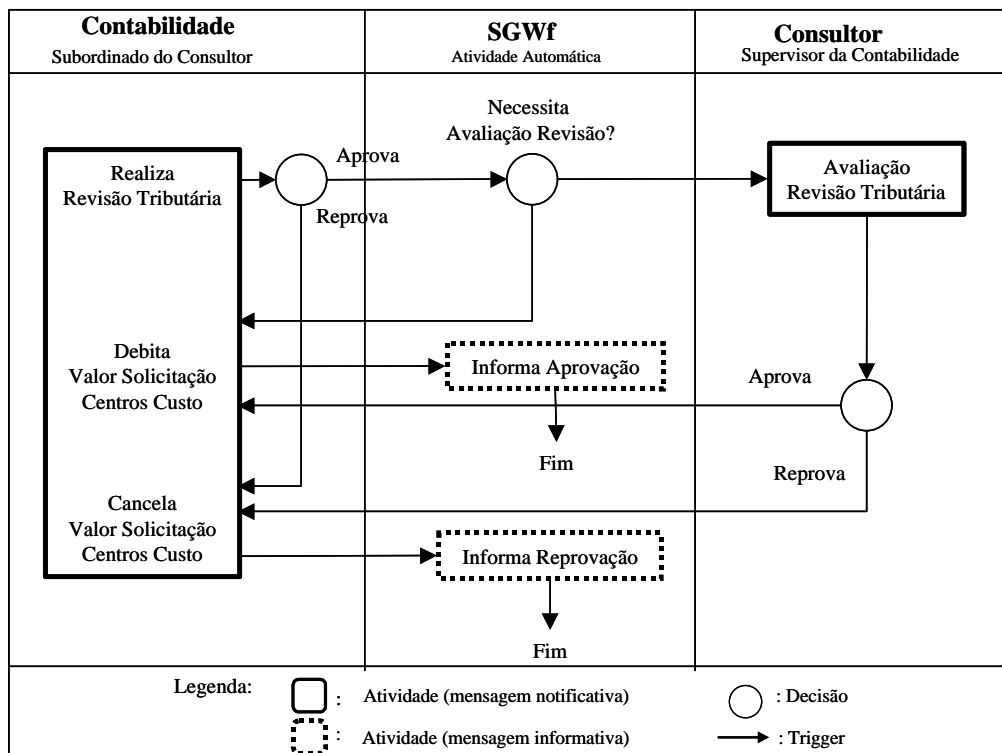 Contabilidade
Subordinado do Consultor
SGWf
Atividade Automática
Consultor
Supervisor da Contabilidade
Necessita
Avaliação Revisão?
Realiza
Revisão Tributária
Aprova
Reprova
Avaliação
Revisão Tributária
Debita
Valor Solicitação
Centros Custo
Informa Aprovação
Aprova
Fim
Reprova
Cancela
Valor Solicitação
Centros Custo
Informa Reprovação
Fim
Legenda:
: Atividade (mensagem notificativa)
: Decisão
: Atividade (mensagem informativa)
: Trigger